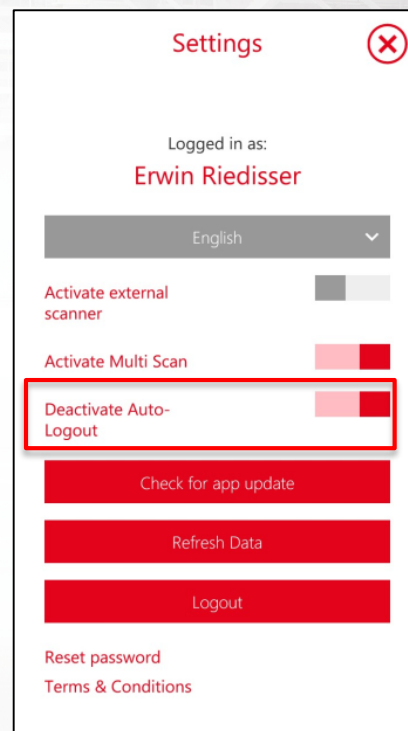 Settings
Logged in as:
Erwin Riedisser
English
Activate external
scanner
Activate Multi Scan
Deactivate Auto-
Logout
Check for app update
Refresh Data
Logout
Reset password
Terms & Conditions